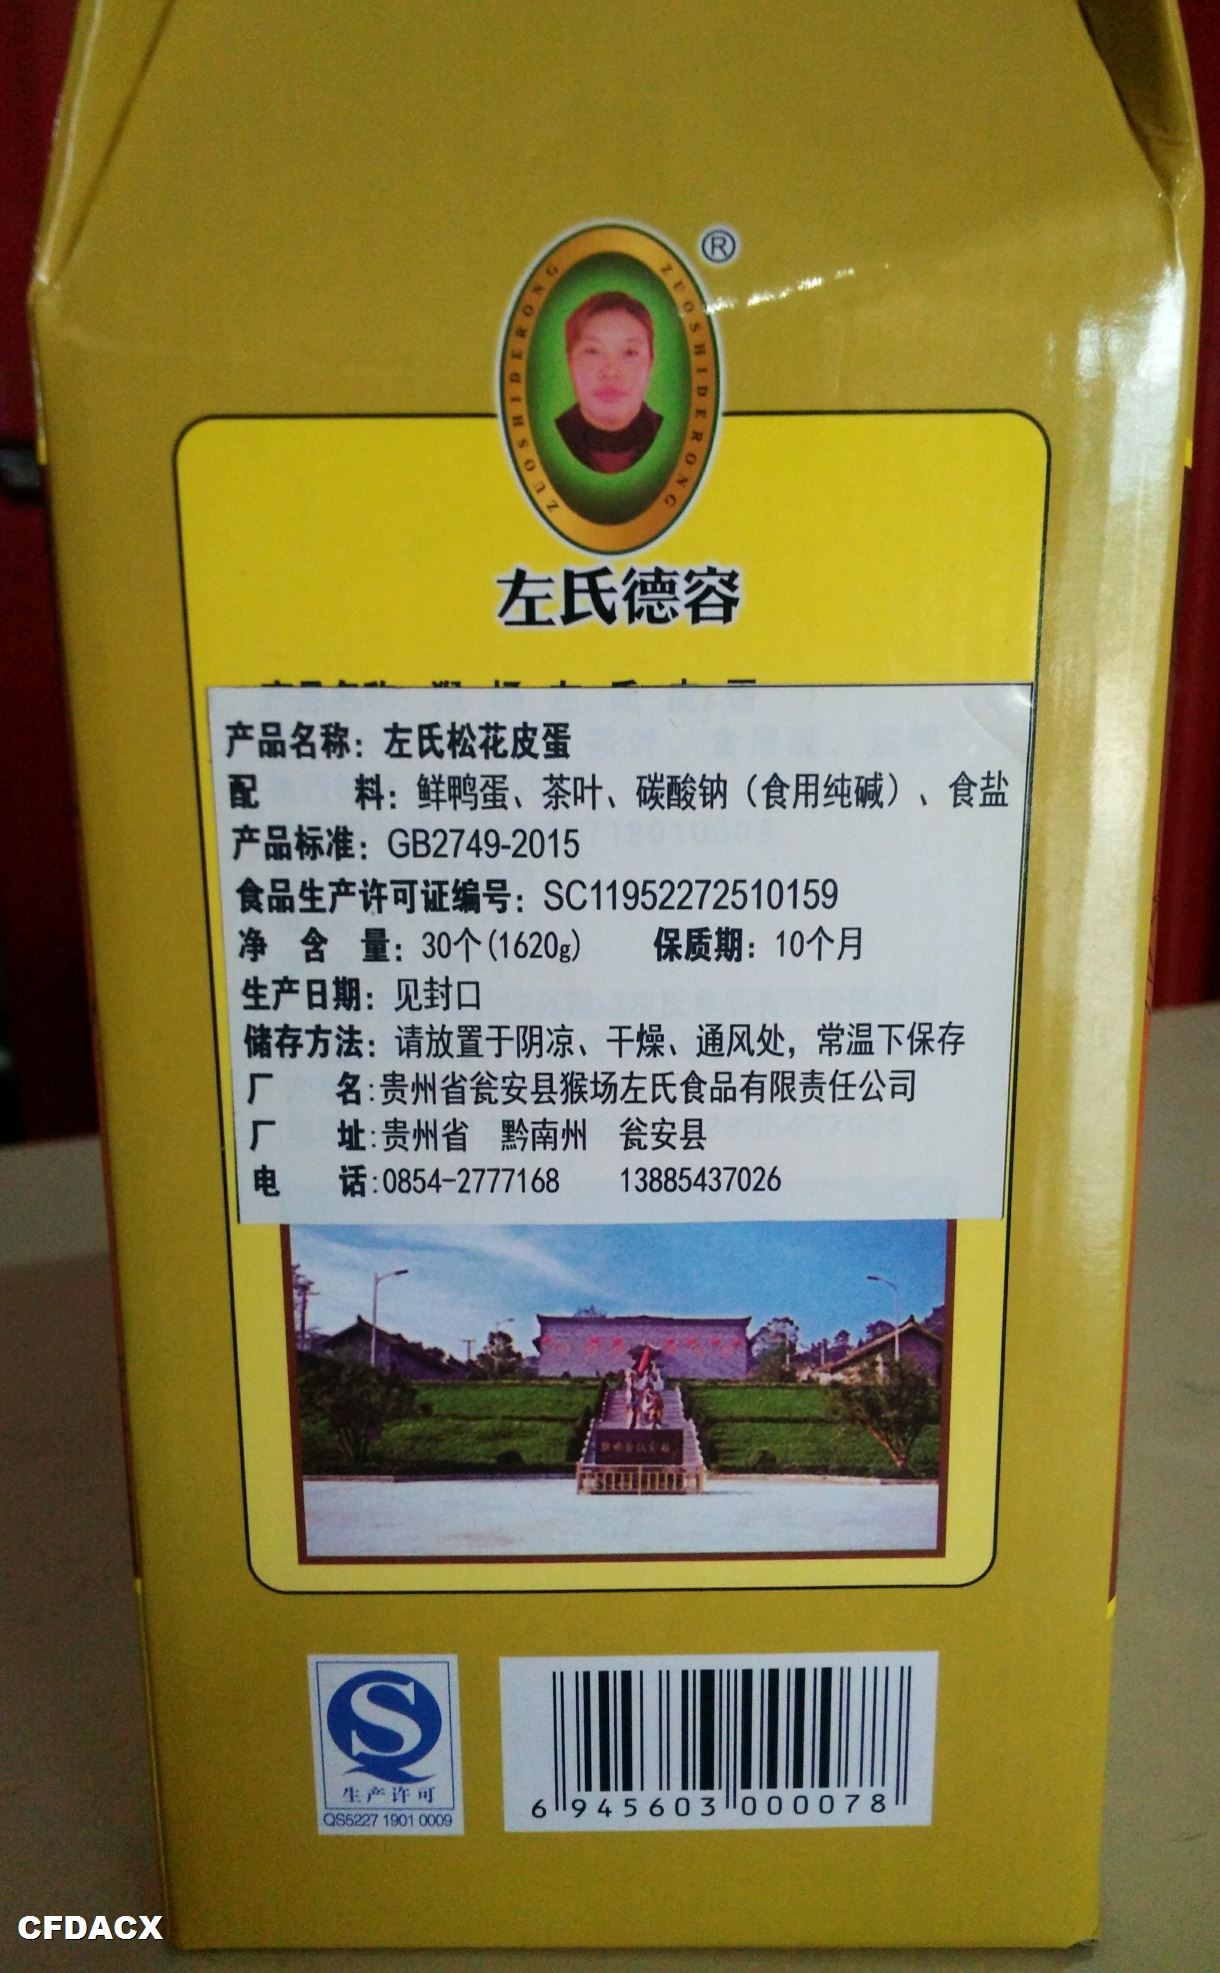 ®
ZUOSHIDERONG ZUOSHIDERONG
左氏德容
产品名称：左氏松花皮蛋
配 料：鲜鸭蛋、茶叶、碳酸钠（食用纯碱）、食盐
产品标准：GB2749-2015
食品生产许可证编号：SC11952272510159
净 含 量：30个(1620g) 保质期：10个月
生产日期：见封口
储存方法：请放置于阴凉、干燥、通风处，常温下保存
厂 名:贵州省瓮安县猴场左氏食品有限责任公司
厂 址:贵州省 黔南州 瓮安县
电 话:0854-2777168 13885437026
S
生产许可
QS5227 1901 0009
6 945603 000078
CFDACX